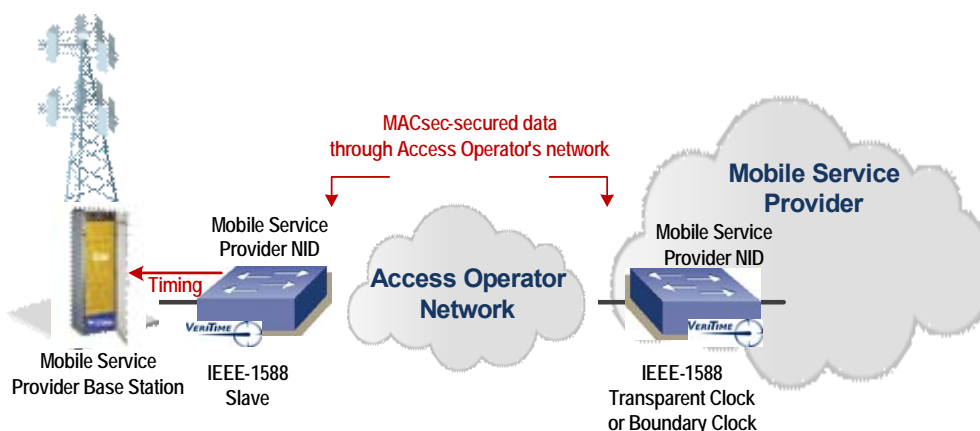 MACsec-secured data
through Access Operator's network
Mobile Service
Provider
Mobile Service
Provider NID
Mobile Service
Provider NID
Timing
Access Operator
Network
VERITIME
VERITIME
Mobile Service
Provider Base Station
IEEE-1588
Slave
IEEE-1588
Transparent Clock
or Boundary Clock